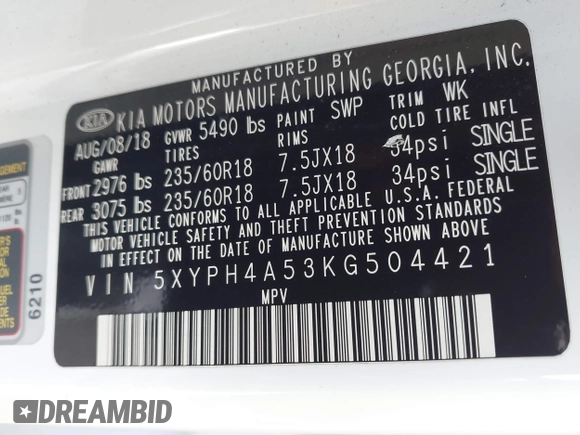 MANUFACTURED BY
KIA KIA MOTORS MANUFACTURING GEORGIA, INC.
AUG/08/18 GVWR 5490 lbs PAINT SWP TRIM WK
GAWR TIRES RIMS COLD TIRE INFL
FRONT 2976 lbs 235/60R18 7.5JX18 34psi SINGLE
REAR 3075 lbs 235/60R18 7.5JX18 34psi SINGLE
THIS VEHICLE CONFORMS TO ALL APPLICABLE U.S.A. FEDERAL
MOTOR VEHICLE SAFETY AND THEFT PREVENTION STANDARDS
IN EFFECT ON THE DATE OF MANUFACTURE SHOWN ABOVE.
VIN 5XYPH4A53KG504421
MPV
6210
DREAMBID